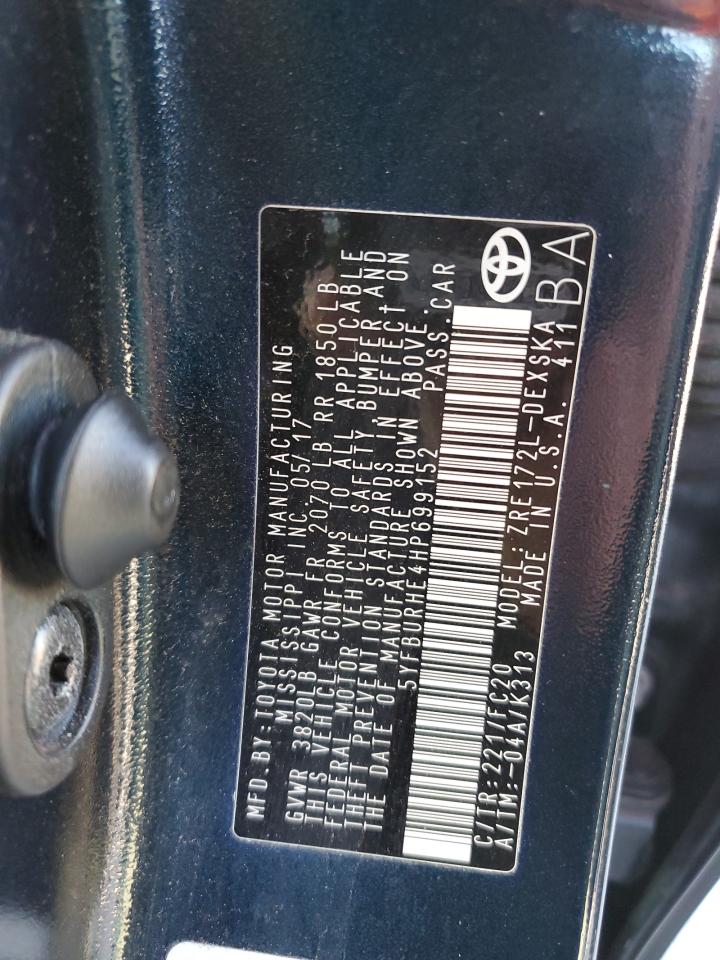 MFD.BY:TOYOTA MOTOR MANUFACTURING
MISSISSIPPI INC.05/17
GVWR 3820LB GAWR FR 2070 LB RR 1850 LB
THIS VEHICLE CONFORMS TO ALL APPLICABLE
FEDERAL MOTOR VEHICLE SAFETY, BUMPER, AND
THEFT PREVENTION STANDARDS IN EFFECT ON
THE DATE OF MANUFACTURE SHOWN ABOVE.
5YFBURHE4HP699152 PASS.CAR
C/TR:221/FC20 MODEL:ZRE172L-DEXSKA
A/TM:-04A/K313 MADE IN U.S.A. 411
BA